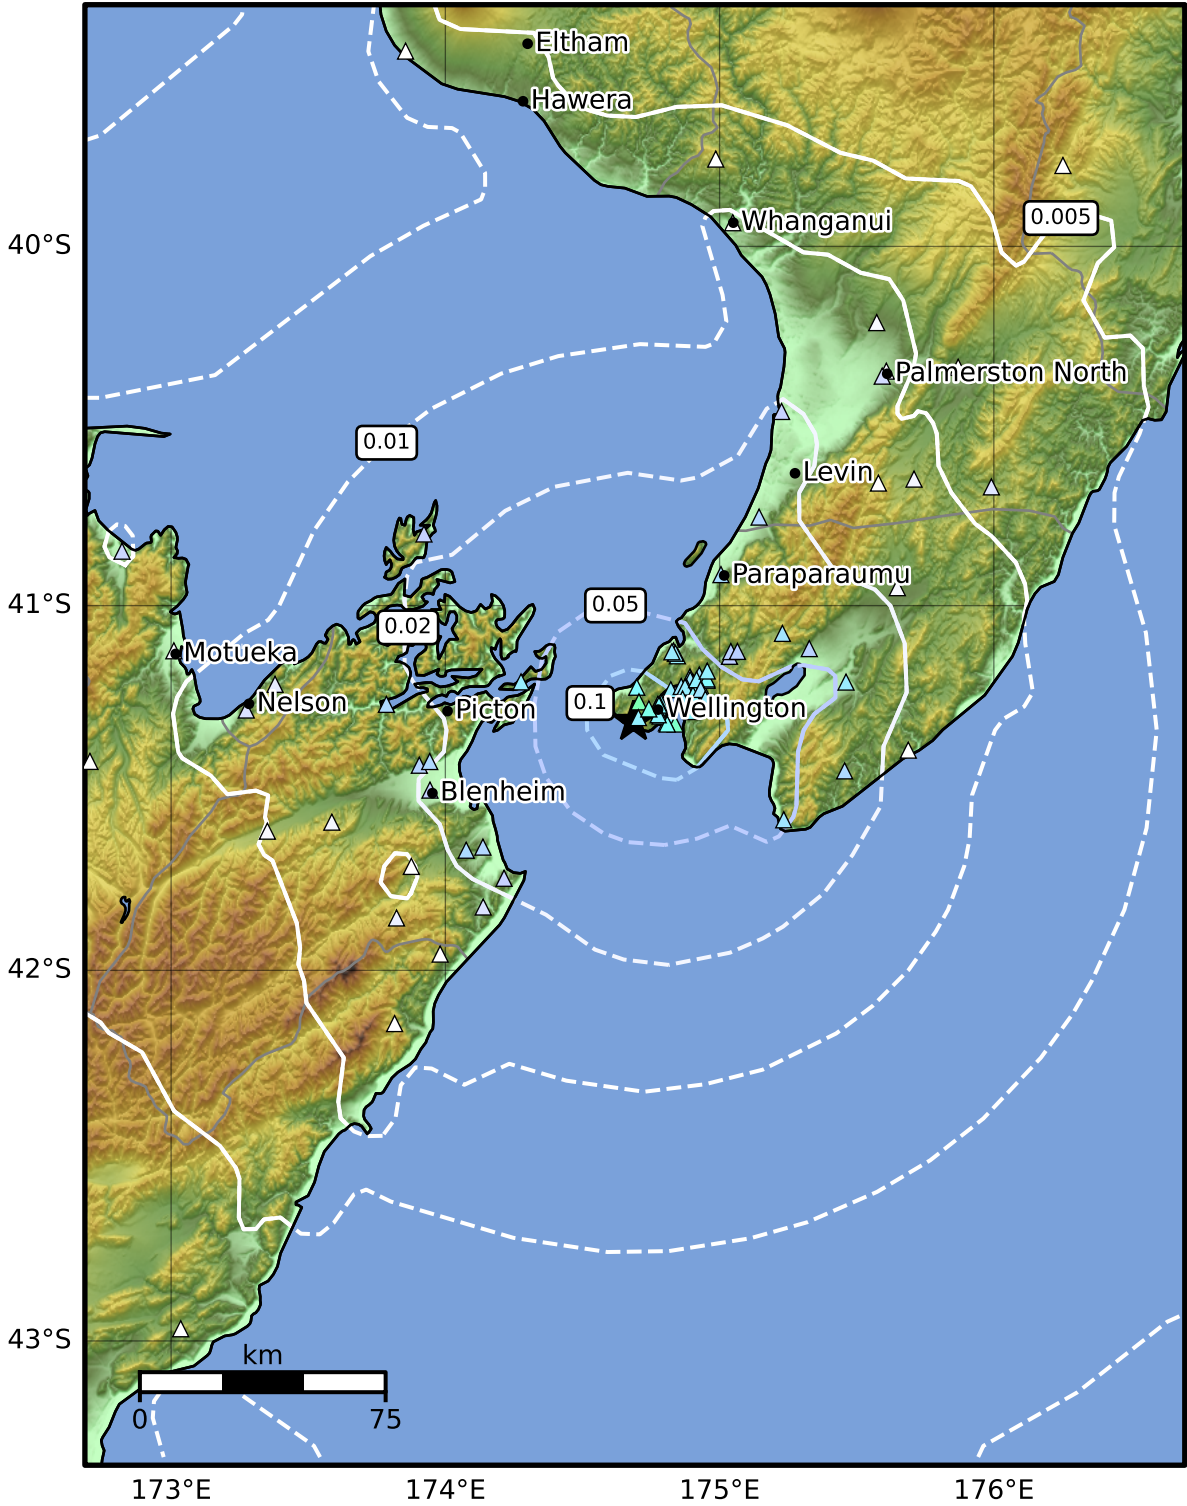 Eltham
Hawera
Whanganui
0.005
40°S
Palmerston North
0.01
Levin
Paraparaumu
41°S
0.05
0.02
Motueka
Nelson
Picton
0.1
Wellington
Blenheim
42°S
43°S
km
0
75
173°E
174°E
175°E
176°E